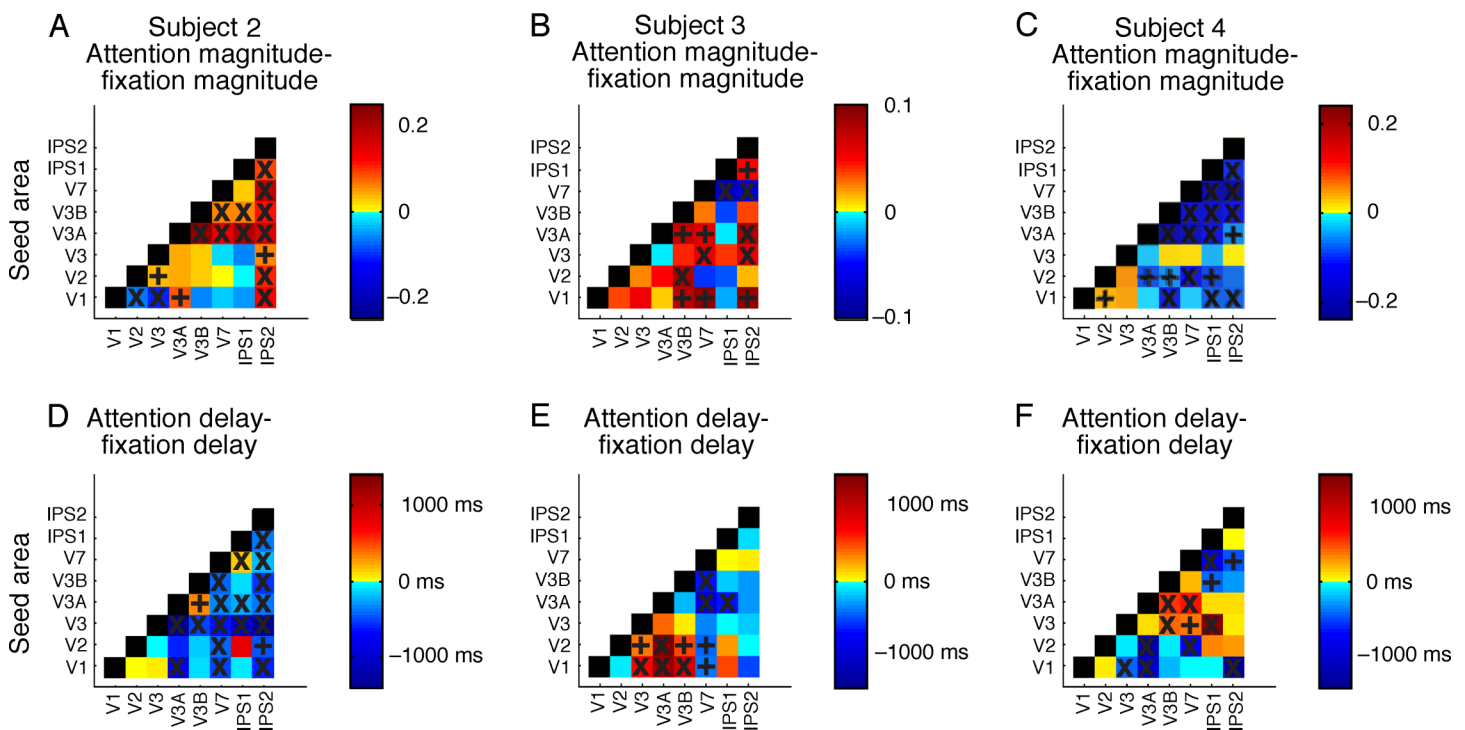 A
Subject 2
Attention magnitude-
fixation magnitude
B
Subject 3
Attention magnitude-
fixation magnitude
C
Subject 4
Attention magnitude-
fixation magnitude
Seed area
IPS2
IPS1
V7
V3B
V3A
V3
V2
V1
V1
V2
V3
V3A
V3B
V7
IPS1
IPS2
0.2
0
−0.2
IPS2
IPS1
V7
V3B
V3A
V3
V2
V1
V1
V2
V3
V3A
V3B
V7
IPS1
IPS2
0.1
0
−0.1
IPS2
IPS1
V7
V3B
V3A
V3
V2
V1
V1
V2
V3
V3A
V3B
V7
IPS1
IPS2
0.2
0
−0.2
D
Attention delay-
fixation delay
E
Attention delay-
fixation delay
F
Attention delay-
fixation delay
Seed area
IPS2
IPS1
V7
V3B
V3A
V3
V2
V1
V1
V2
V3
V3A
V3B
V7
IPS1
IPS2
1000 ms
0 ms
−1000 ms
IPS2
IPS1
V7
V3B
V3A
V3
V2
V1
V1
V2
V3
V3A
V3B
V7
IPS1
IPS2
1000 ms
0 ms
−1000 ms
IPS2
IPS1
V7
V3B
V3A
V3
V2
V1
V1
V2
V3
V3A
V3B
V7
IPS1
IPS2
1000 ms
0 ms
−1000 ms